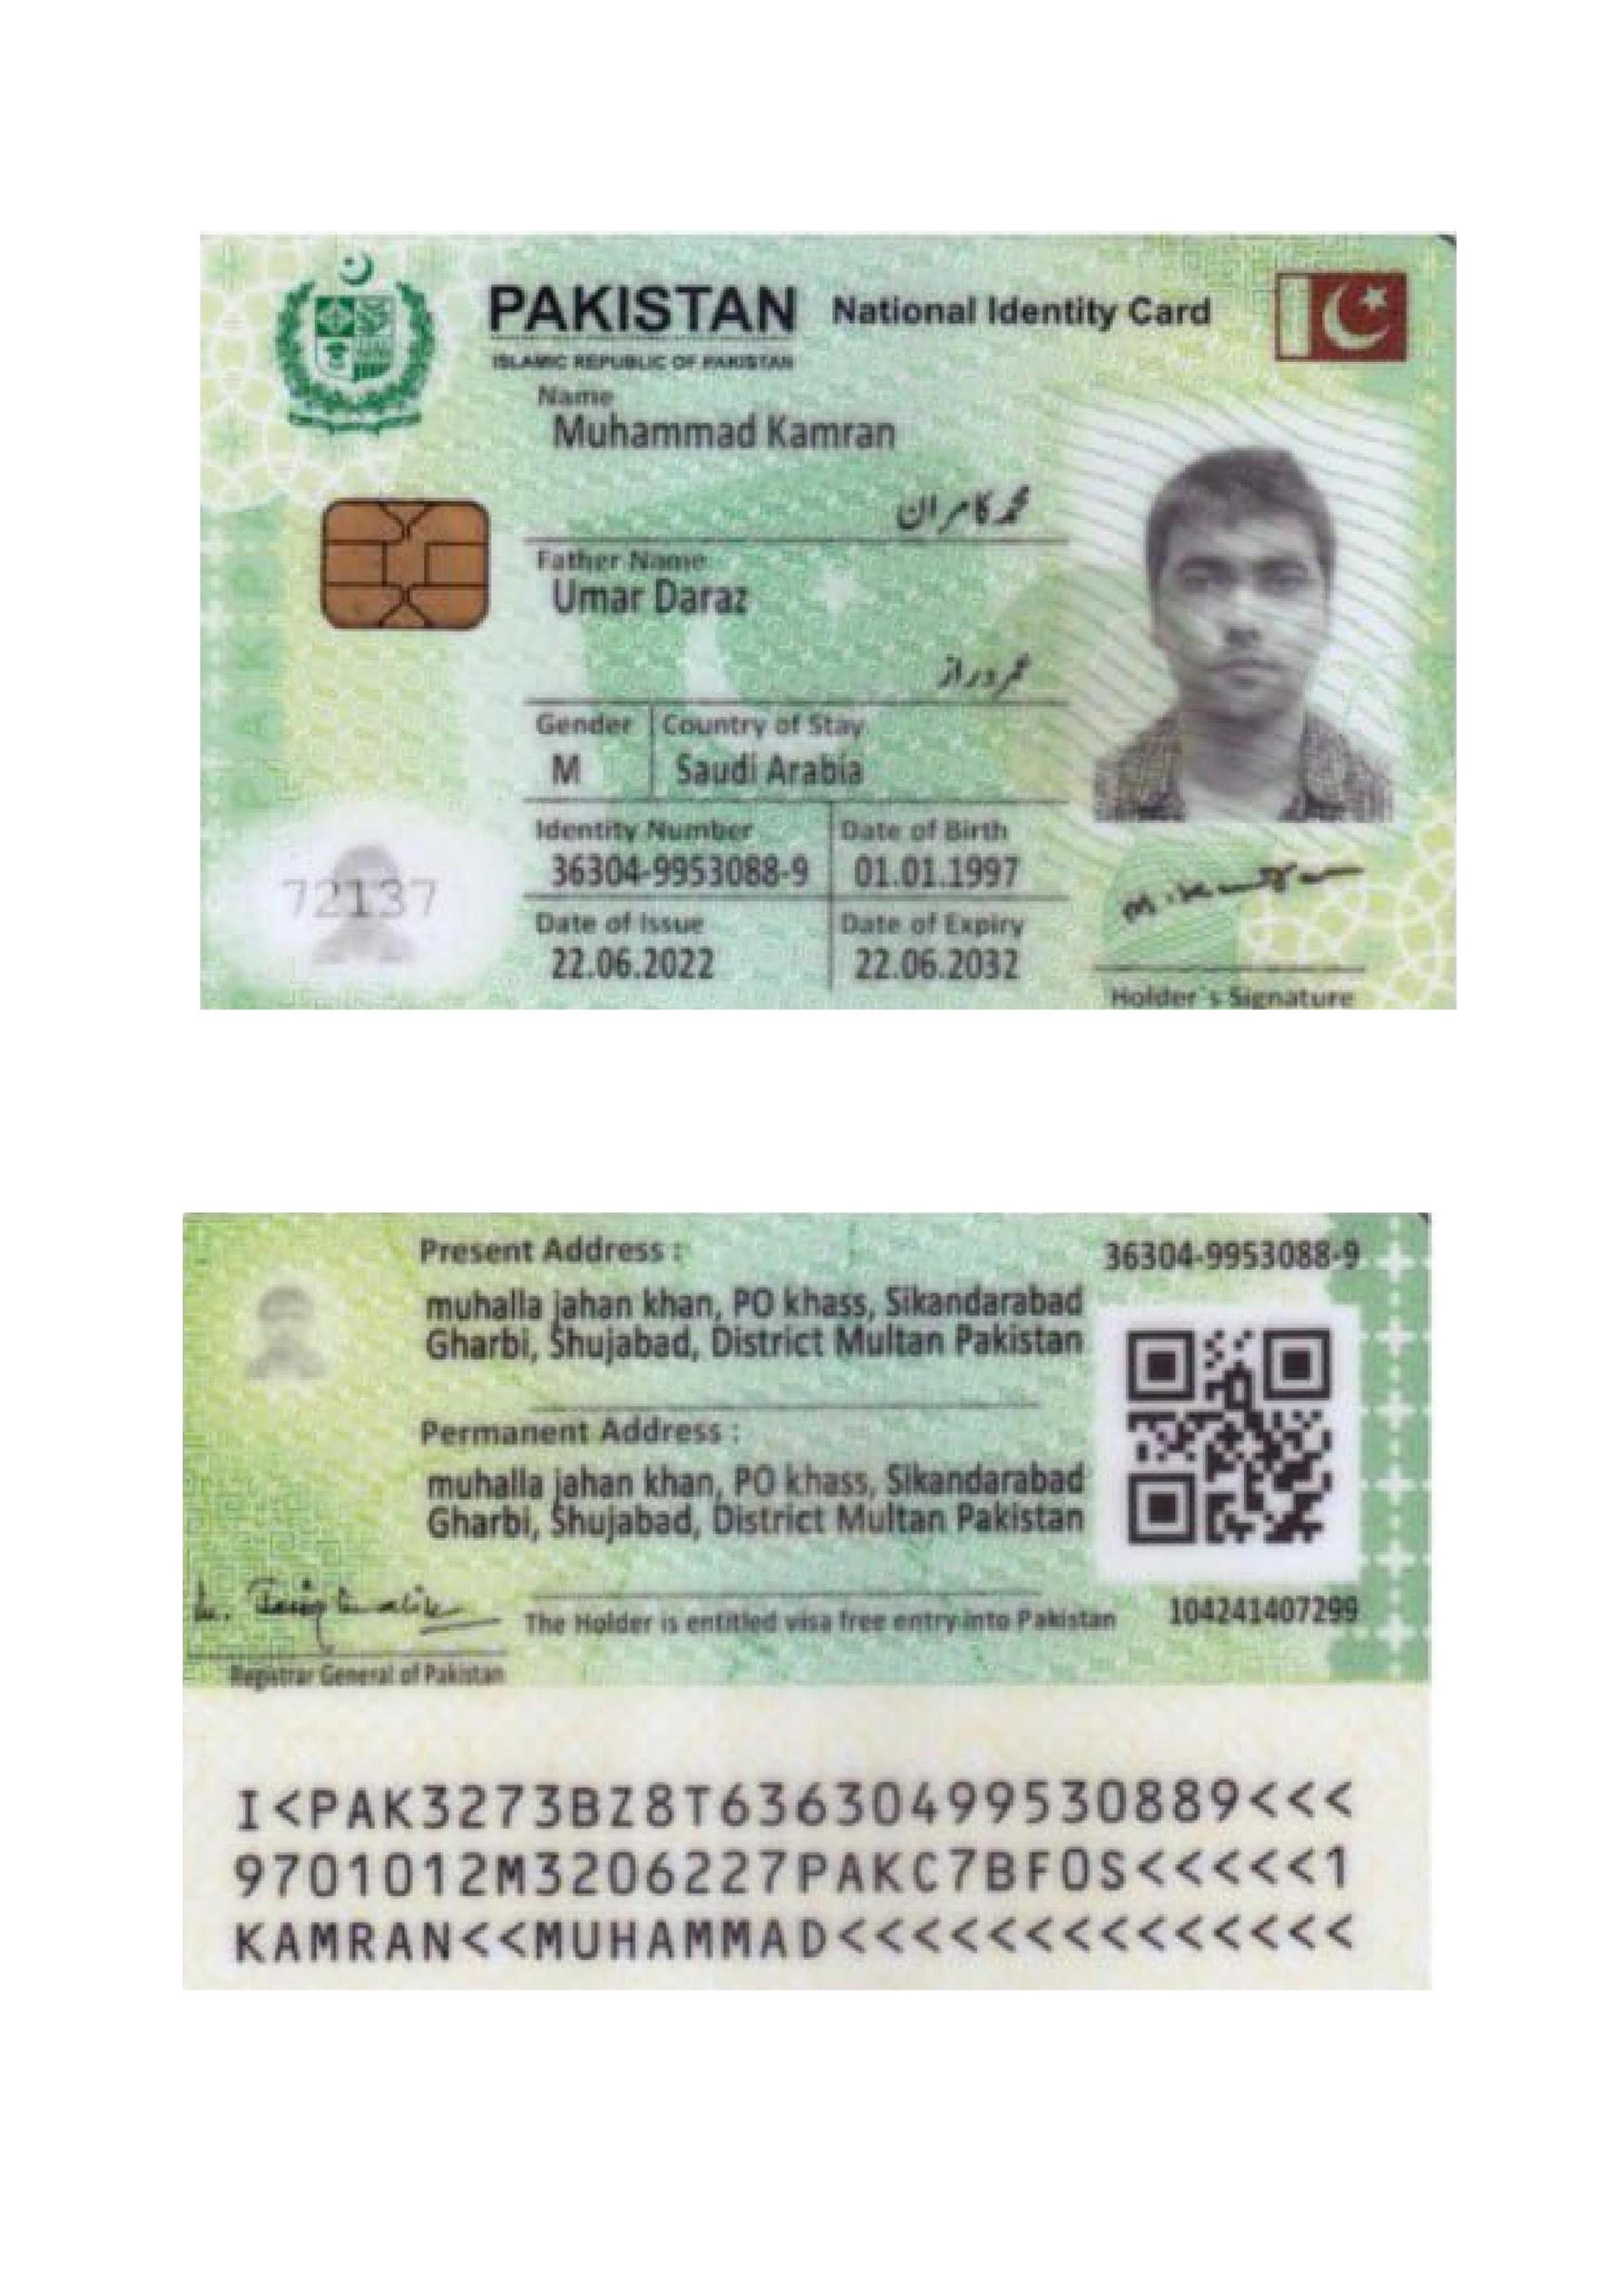 PAKISTAN National Identity Card
ISLAMIC REPUBLIC OF PAKISTAN
Name
Muhammad Kamran
محمد کامران
Father Name
Umar Daraz
عمر دراز
Gender Country of Stay
M Saudi Arabia
Identity Number Date of Birth
36304-9953088-9 01.01.1997
72137
Date of Issue Date of Expiry
22.06.2022 22.06.2032
Holder`s Signature
Present Address :
36304-9953088-9
muhalla jahan khan, PO khass, Sikandarabad
Gharbi, Shujabad, District Multan Pakistan
Permanent Address :
muhalla jahan khan, PO khass, Sikandarabad
Gharbi, Shujabad, District Multan Pakistan
The Holder is entitled visa free entry into Pakistan
104241407299
Registrar General of Pakistan
I<PAK3273BZ8T63630499530889<<<
9701012M3206227PAKC7BF0S<<<<<1
KAMRAN<<MUHAMMAD<<<<<<<<<<<<<<